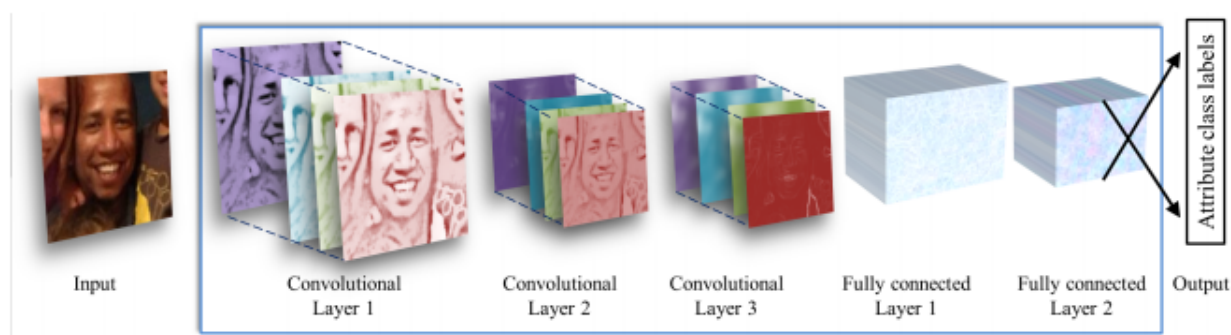 Attribute class labels
Input
Convolutional
Layer 1
Convolutional
Layer 2
Convolutional
Layer 3
Fully connected
Layer 1
Fully connected
Layer 2
Output